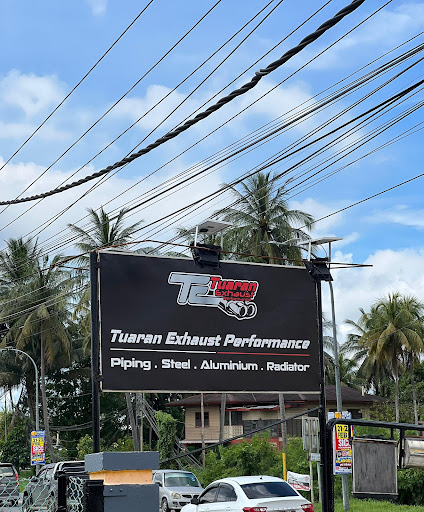 TE Tuaran
Exhaust
Tuaran Exhaust Performance
Piping . Steel . Aluminium . Radiator